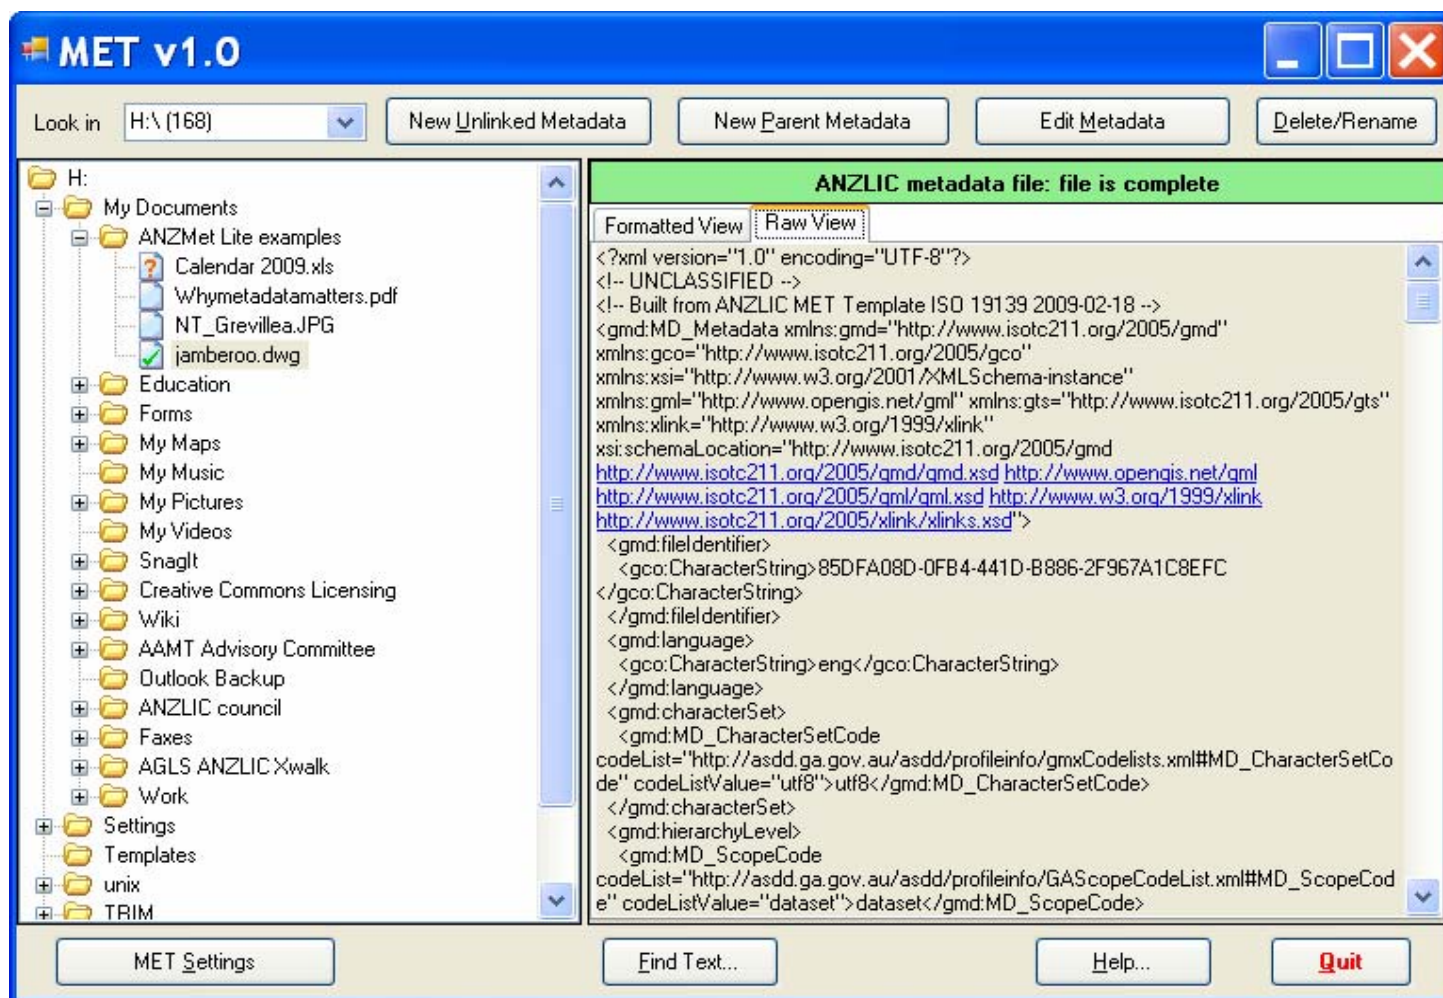 MET v1.0
Look in H:\ (168) New Unlinked Metadata New Parent Metadata Edit Metadata Delete/Rename
H:
My Documents
ANZMet Lite examples
Calendar 2009.xls
Whymetadatamatters.pdf
NT_Grevillea.JPG
jamberoo.dwg
Education
Forms
My Maps
My Music
My Pictures
My Videos
SnagIt
Creative Commons Licensing
Wiki
AAMT Advisory Committee
Outlook Backup
ANZLIC council
Faxes
AGLS ANZLIC Xwalk
Work
Settings
Templates
unix
TRIM
ANZLIC metadata file: file is complete
Formatted View Raw View
<?xml version="1.0" encoding="UTF-8"?>
<!-- UNCLASSIFIED -->
<!-- Built from ANZLIC MET Template ISO 19139 2009-02-18 -->
<gmd:MD_Metadata xmlns:gmd="http://www.isotc211.org/2005/gmd"
xmlns:gco="http://www.isotc211.org/2005/gco"
xmlns:xsi="http://www.w3.org/2001/XMLSchema-instance"
xmlns:gml="http://www.opengis.net/gml" xmlns:gts="http://www.isotc211.org/2005/gts"
xmlns:xlink="http://www.w3.org/1999/xlink"
xsi:schemaLocation="http://www.isotc211.org/2005/gmd
http://www.isotc211.org/2005/gmd/gmd.xsd http://www.opengis.net/gml
http://www.isotc211.org/2005/gml/gml.xsd http://www.w3.org/1999/xlink
http://www.isotc211.org/2005/xlink/xlinks.xsd">
<gmd:fileIdentifier>
<gco:CharacterString>85DFA08D-0FB4-441D-B886-2F967A1C8EFC
</gco:CharacterString>
</gmd:fileIdentifier>
<gmd:language>
<gco:CharacterString>eng</gco:CharacterString>
</gmd:language>
<gmd:characterSet>
<gmd:MD_CharacterSetCode
codeList="http://asdd.ga.gov.au/asdd/profileinfo/gmxCodelists.xml#MD_CharacterSetCo
de" codeListValue="utf8">utf8</gmd:MD_CharacterSetCode>
</gmd:characterSet>
<gmd:hierarchyLevel>
<gmd:MD_ScopeCode
codeList="http://asdd.ga.gov.au/asdd/profileinfo/GAScopeCodeList.xml#MD_ScopeCod
e" codeListValue="dataset">dataset</gmd:MD_ScopeCode>
MET Settings Find Text... Help... Quit